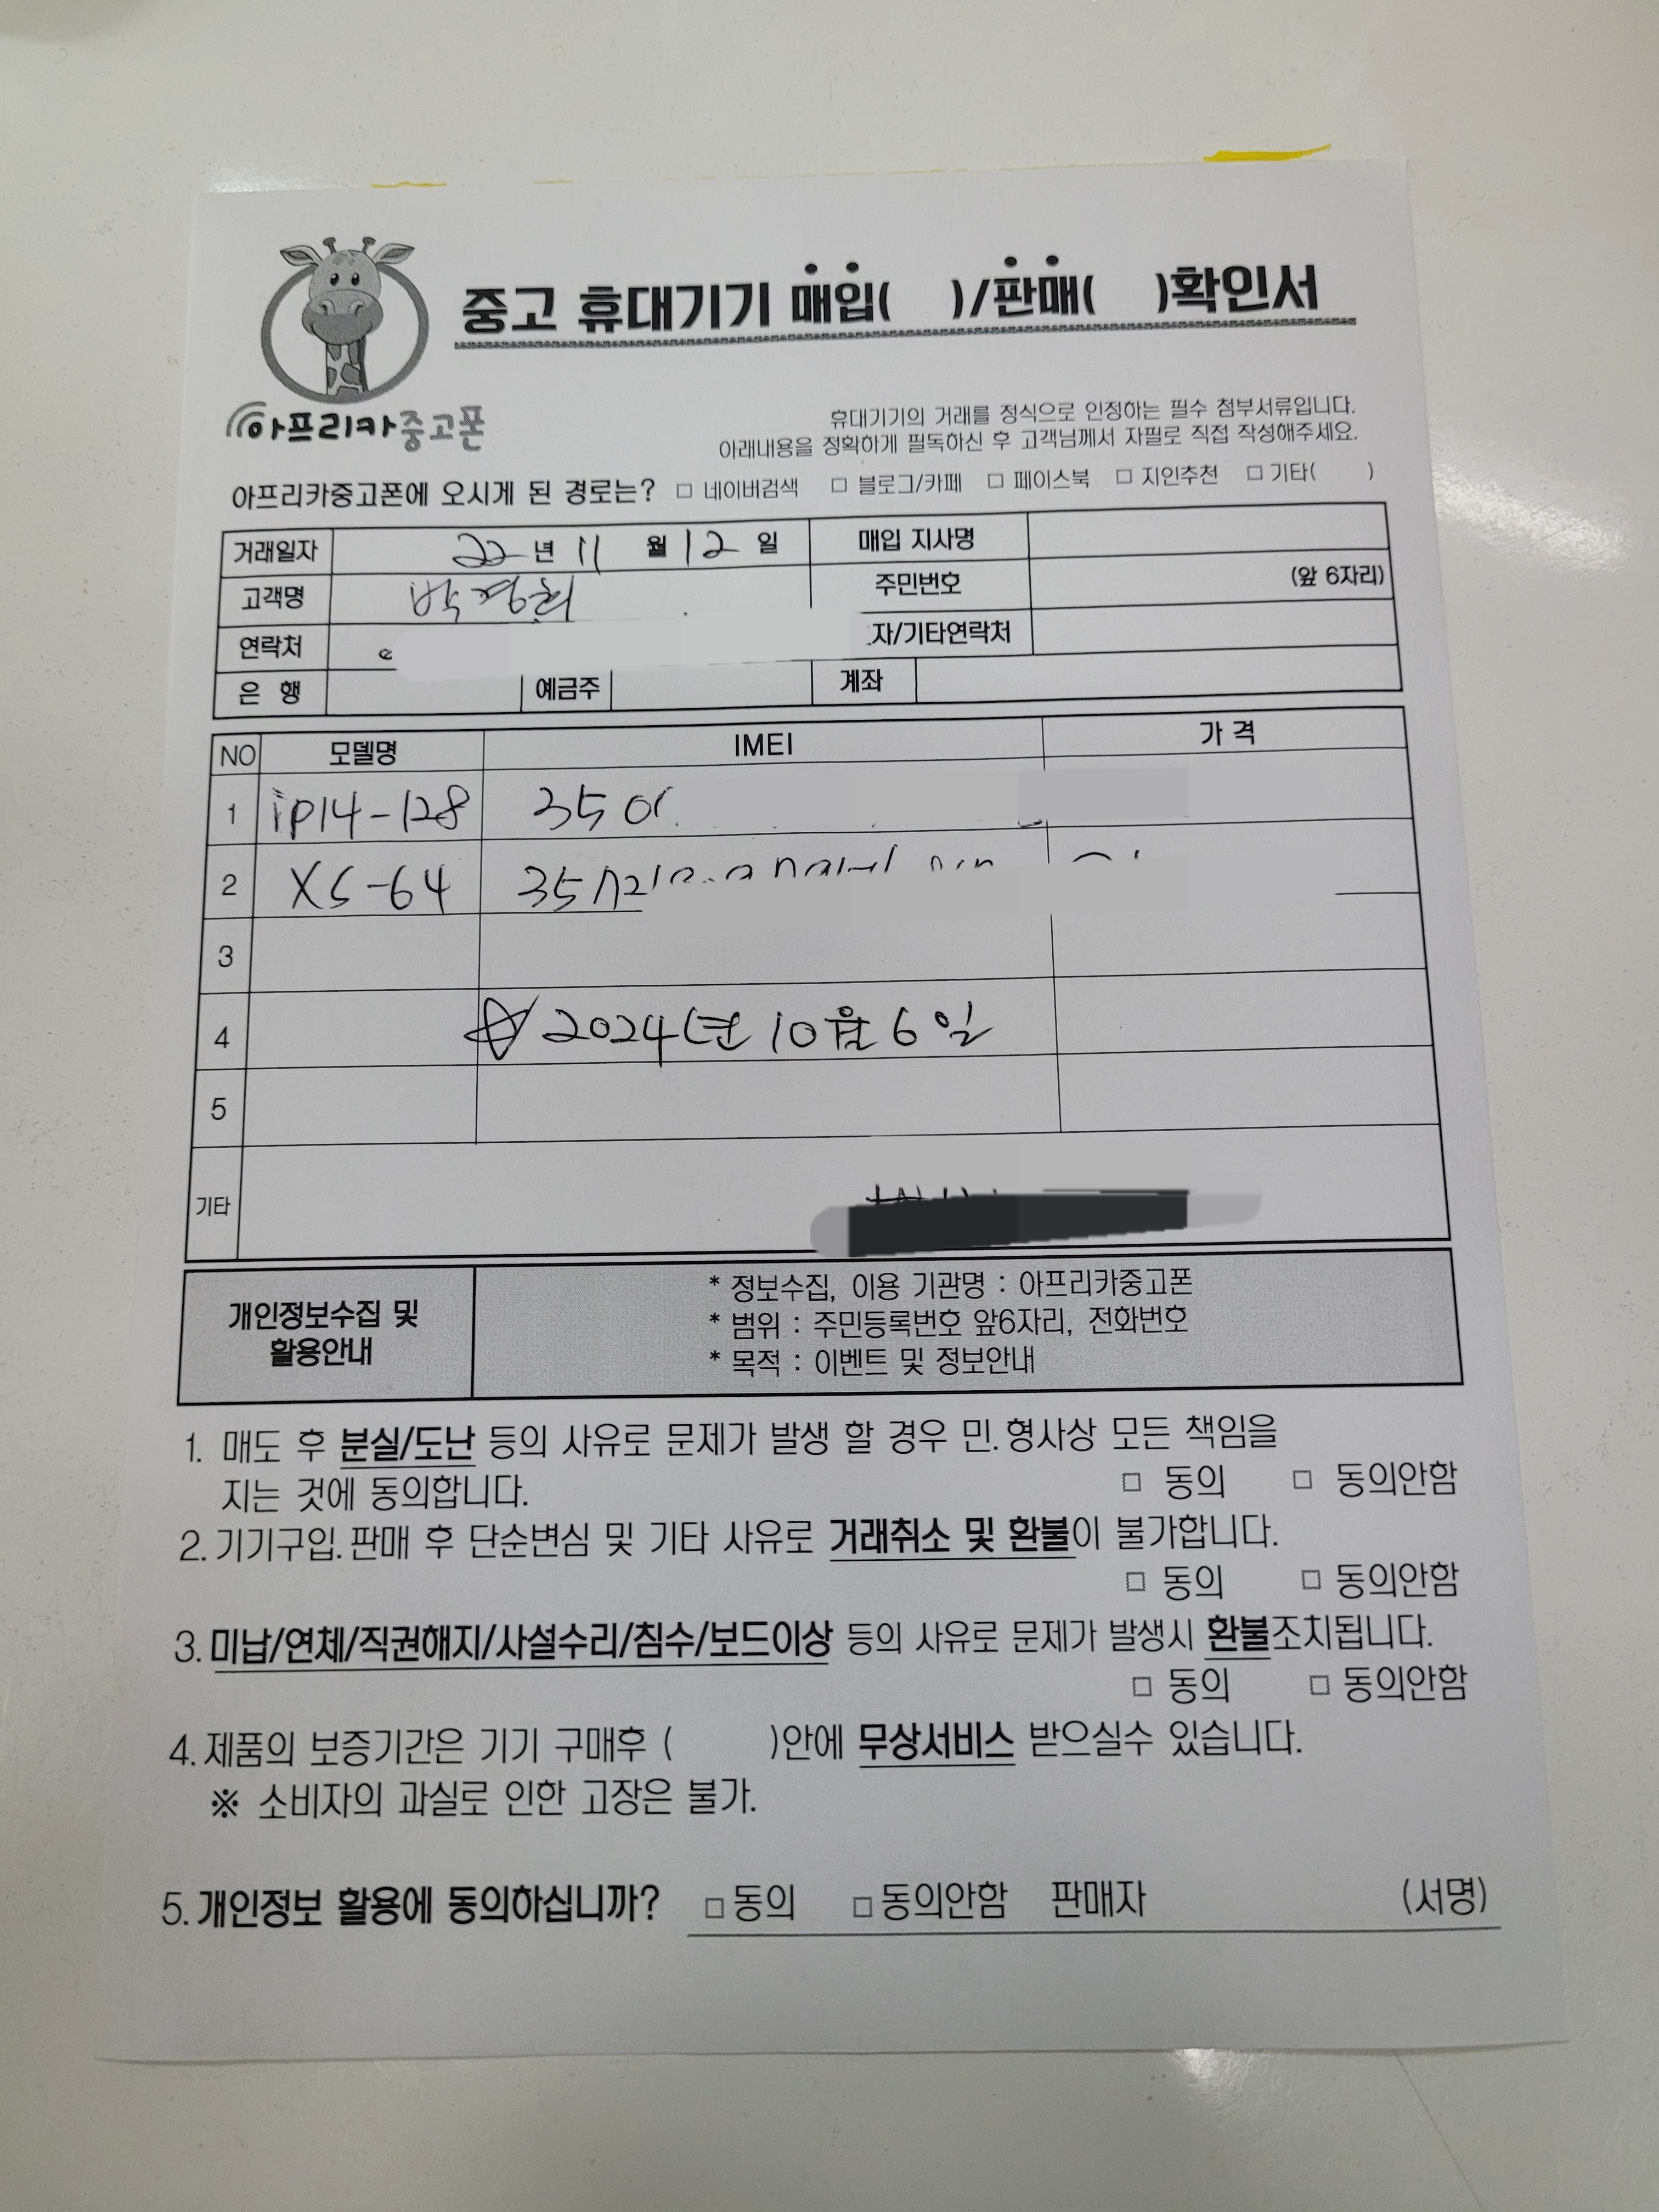 중고 휴대기기 매입( )/판매( )확인서
아프리카중고폰
휴대기기의 거래를 정식으로 인정하는 필수 첨부서류입니다.
아래내용을 정확하게 필독하신 후 고객님께서 자필로 직접 작성해주세요.
아프리카중고폰에 오시게 된 경로는? □ 네이버검색 □ 블로그/카페 □ 페이스북 □ 지인추천 □ 기타( )
거래일자 22년 11월 12일 매입 지사명
고객명 주민번호 (앞 6자리)
연락처 자/기타연락처
은 행 예금주 계좌
NO 모델명 IMEI 가 격
1 ip14-128 350
2 XS-64 35
3
4 ☆ 2024년 10월 6일
5
기타
개인정보수집 및
활용안내
* 정보수집, 이용 기관명 : 아프리카중고폰
* 범위 : 주민등록번호 앞6자리, 전화번호
* 목적 : 이벤트 및 정보안내
1. 매도 후 분실/도난 등의 사유로 문제가 발생 할 경우 민.형사상 모든 책임을
지는 것에 동의합니다. □ 동의 □ 동의안함
2.기기구입.판매 후 단순변심 및 기타 사유로 거래취소 및 환불이 불가합니다.
□ 동의 □ 동의안함
3.미납/연체/직권해지/사설수리/침수/보드이상 등의 사유로 문제가 발생시 환불조치됩니다.
□ 동의 □ 동의안함
4.제품의 보증기간은 기기 구매후 ( )안에 무상서비스 받으실수 있습니다.
※ 소비자의 과실로 인한 고장은 불가.
5.개인정보 활용에 동의하십니까? □동의 □동의안함 판매자 (서명)